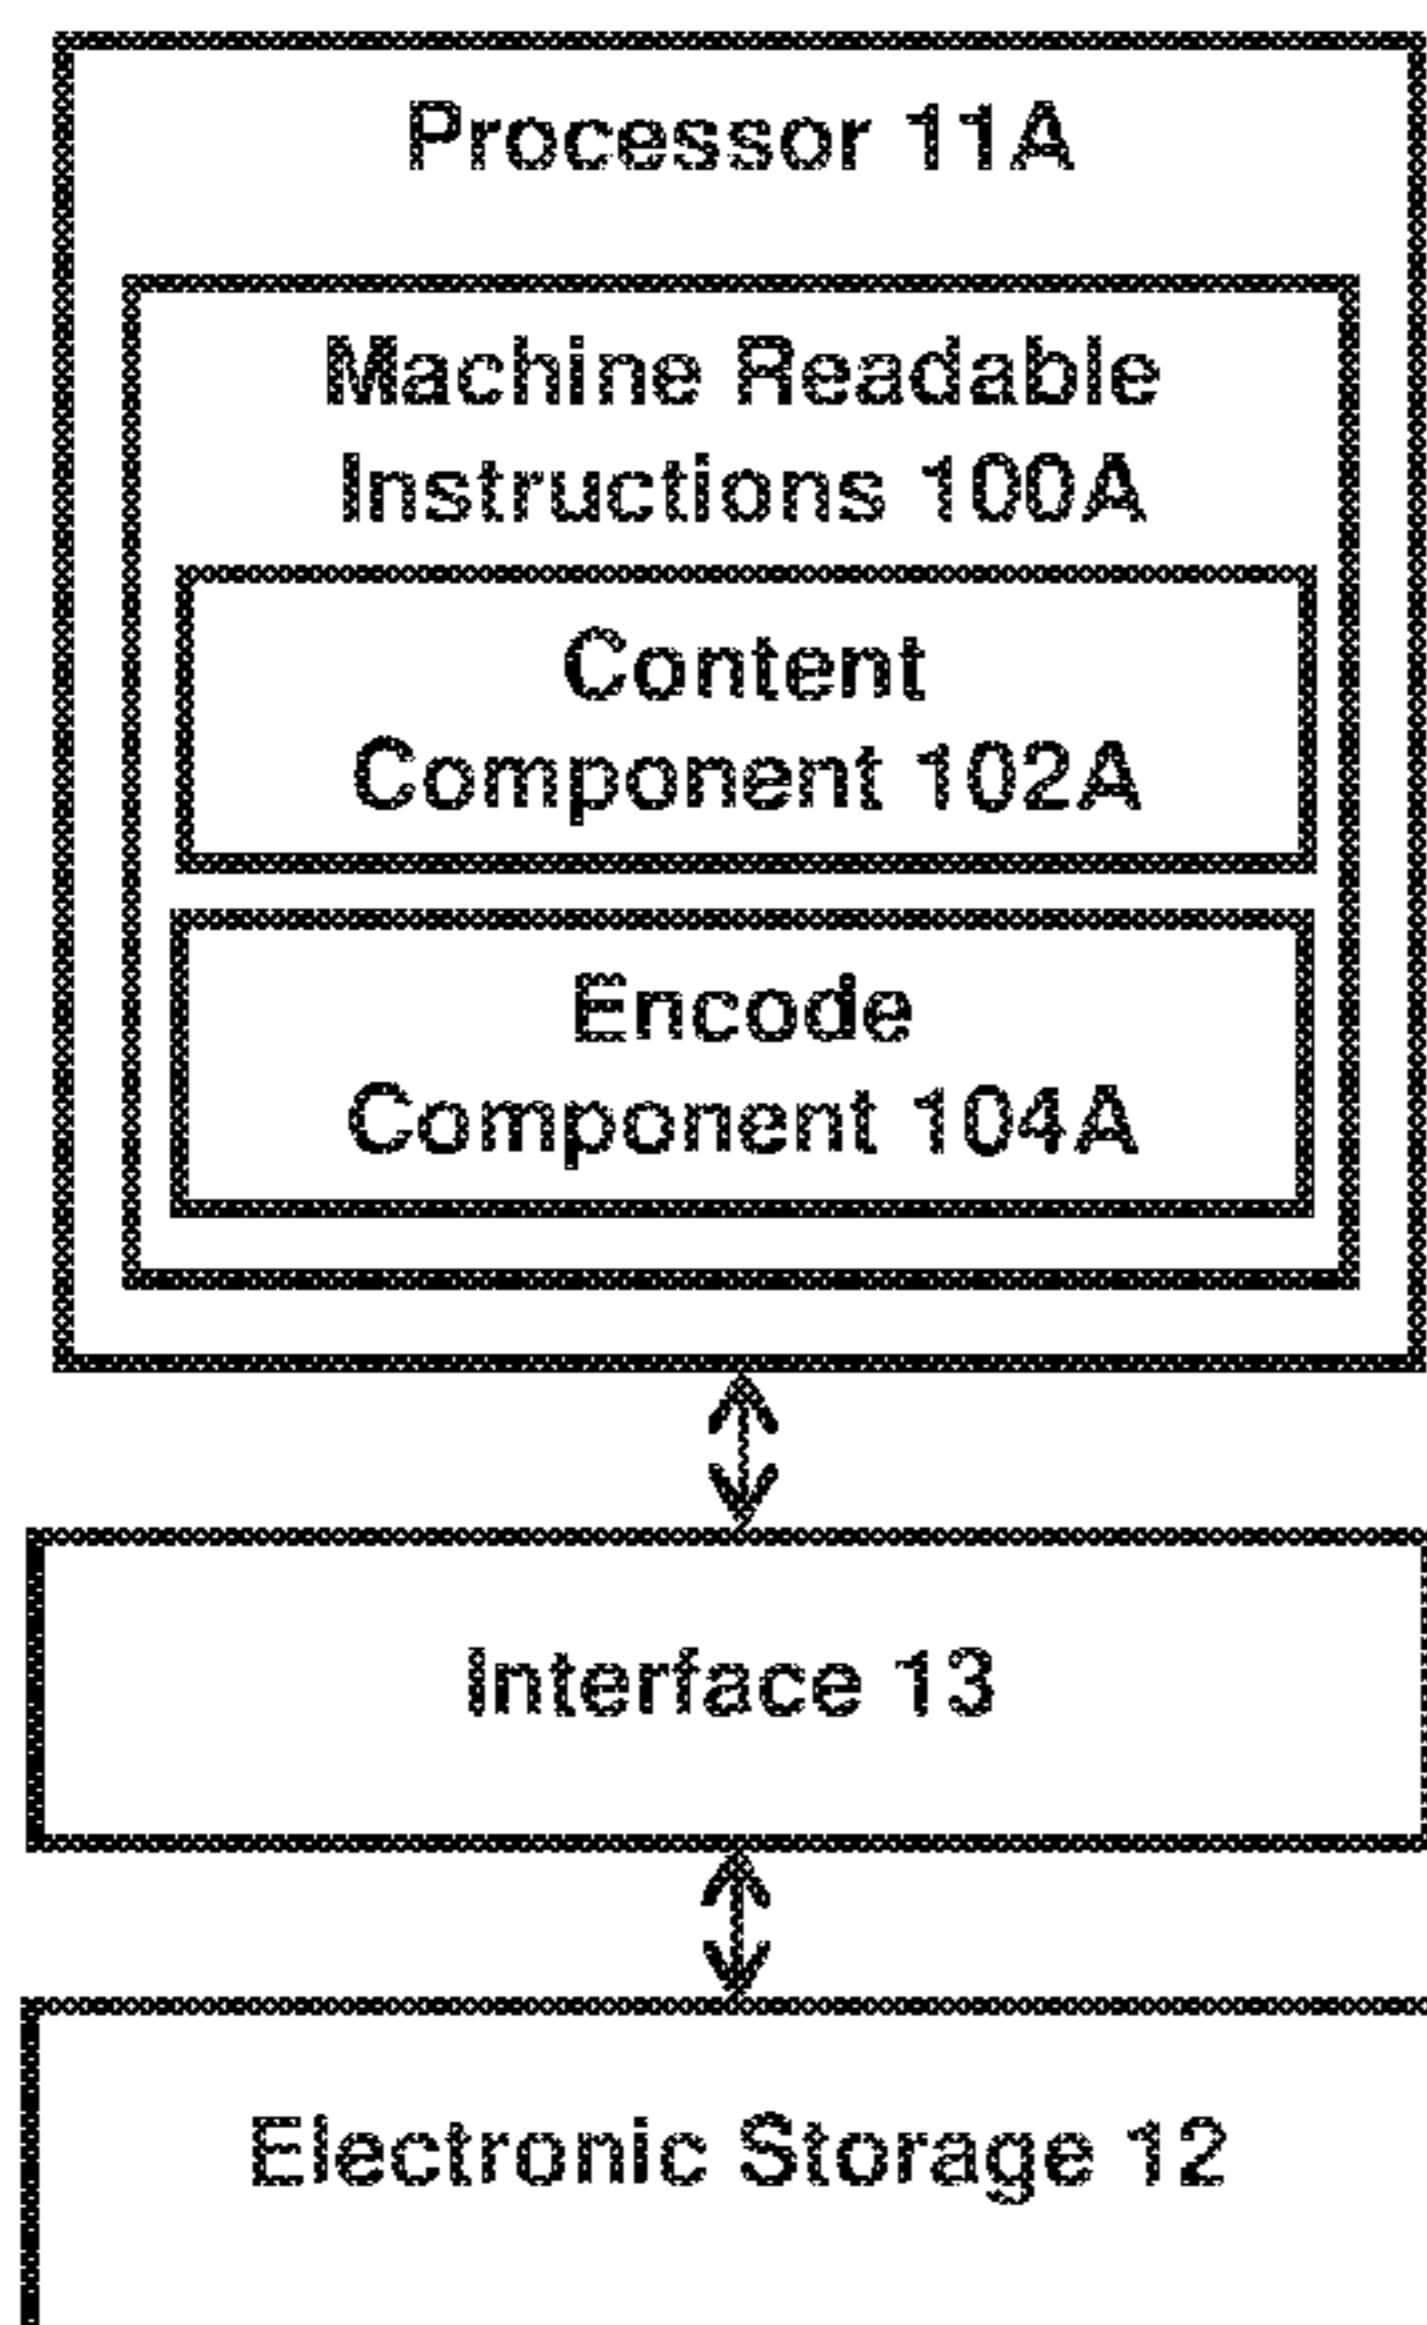 Processor 11A
Machine Readable
Instructions 100A
Content
Component 102A
Encode
Component 104A
Interface 13
Electronic Storage 12